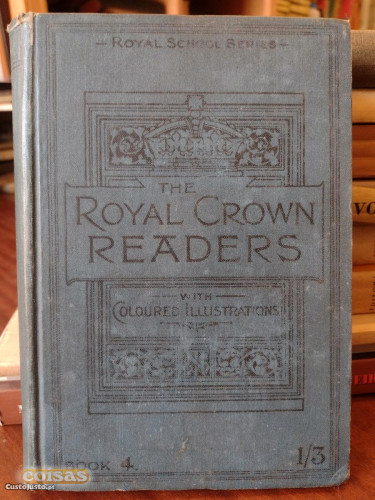 - ROYAL SCHOOL SERIES -
THE
ROYAL CROWN
READERS
WITH
COLOURED ILLUSTRATIONS
BOOK 4.
1/3
coisas
CustoJusto.pt